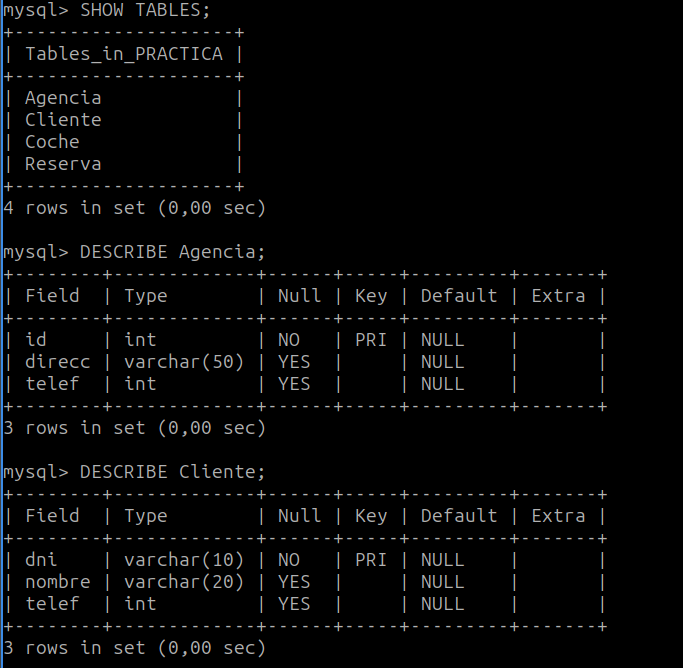 mysql> SHOW TABLES;
+--------------------+
| Tables_in_PRACTICA |
+--------------------+
| Agencia            |
| Cliente            |
| Coche              |
| Reserva            |
+--------------------+
4 rows in set (0,00 sec)

mysql> DESCRIBE Agencia;
+--------+-------------+------+-----+---------+-------+
| Field  | Type        | Null | Key | Default | Extra |
+--------+-------------+------+-----+---------+-------+
| id     | int         | NO   | PRI | NULL    |       |
| direcc | varchar(50) | YES  |     | NULL    |       |
| telef  | int         | YES  |     | NULL    |       |
+--------+-------------+------+-----+---------+-------+
3 rows in set (0,00 sec)

mysql> DESCRIBE Cliente;
+--------+-------------+------+-----+---------+-------+
| Field  | Type        | Null | Key | Default | Extra |
+--------+-------------+------+-----+---------+-------+
| dni    | varchar(10) | NO   | PRI | NULL    |       |
| nombre | varchar(20) | YES  |     | NULL    |       |
| telef  | int         | YES  |     | NULL    |       |
+--------+-------------+------+-----+---------+-------+
3 rows in set (0,00 sec)